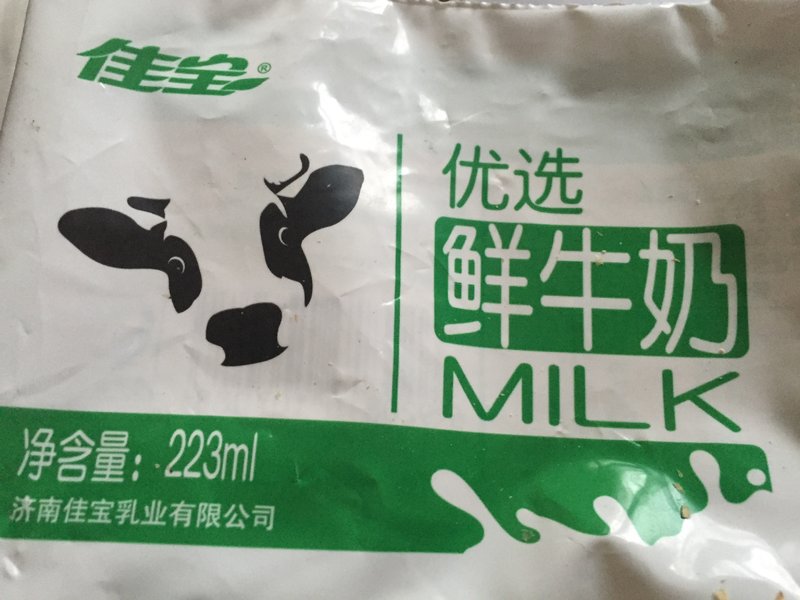 佳宝®
优选
鲜牛奶
MILK
净含量：223ml
济南佳宝乳业有限公司